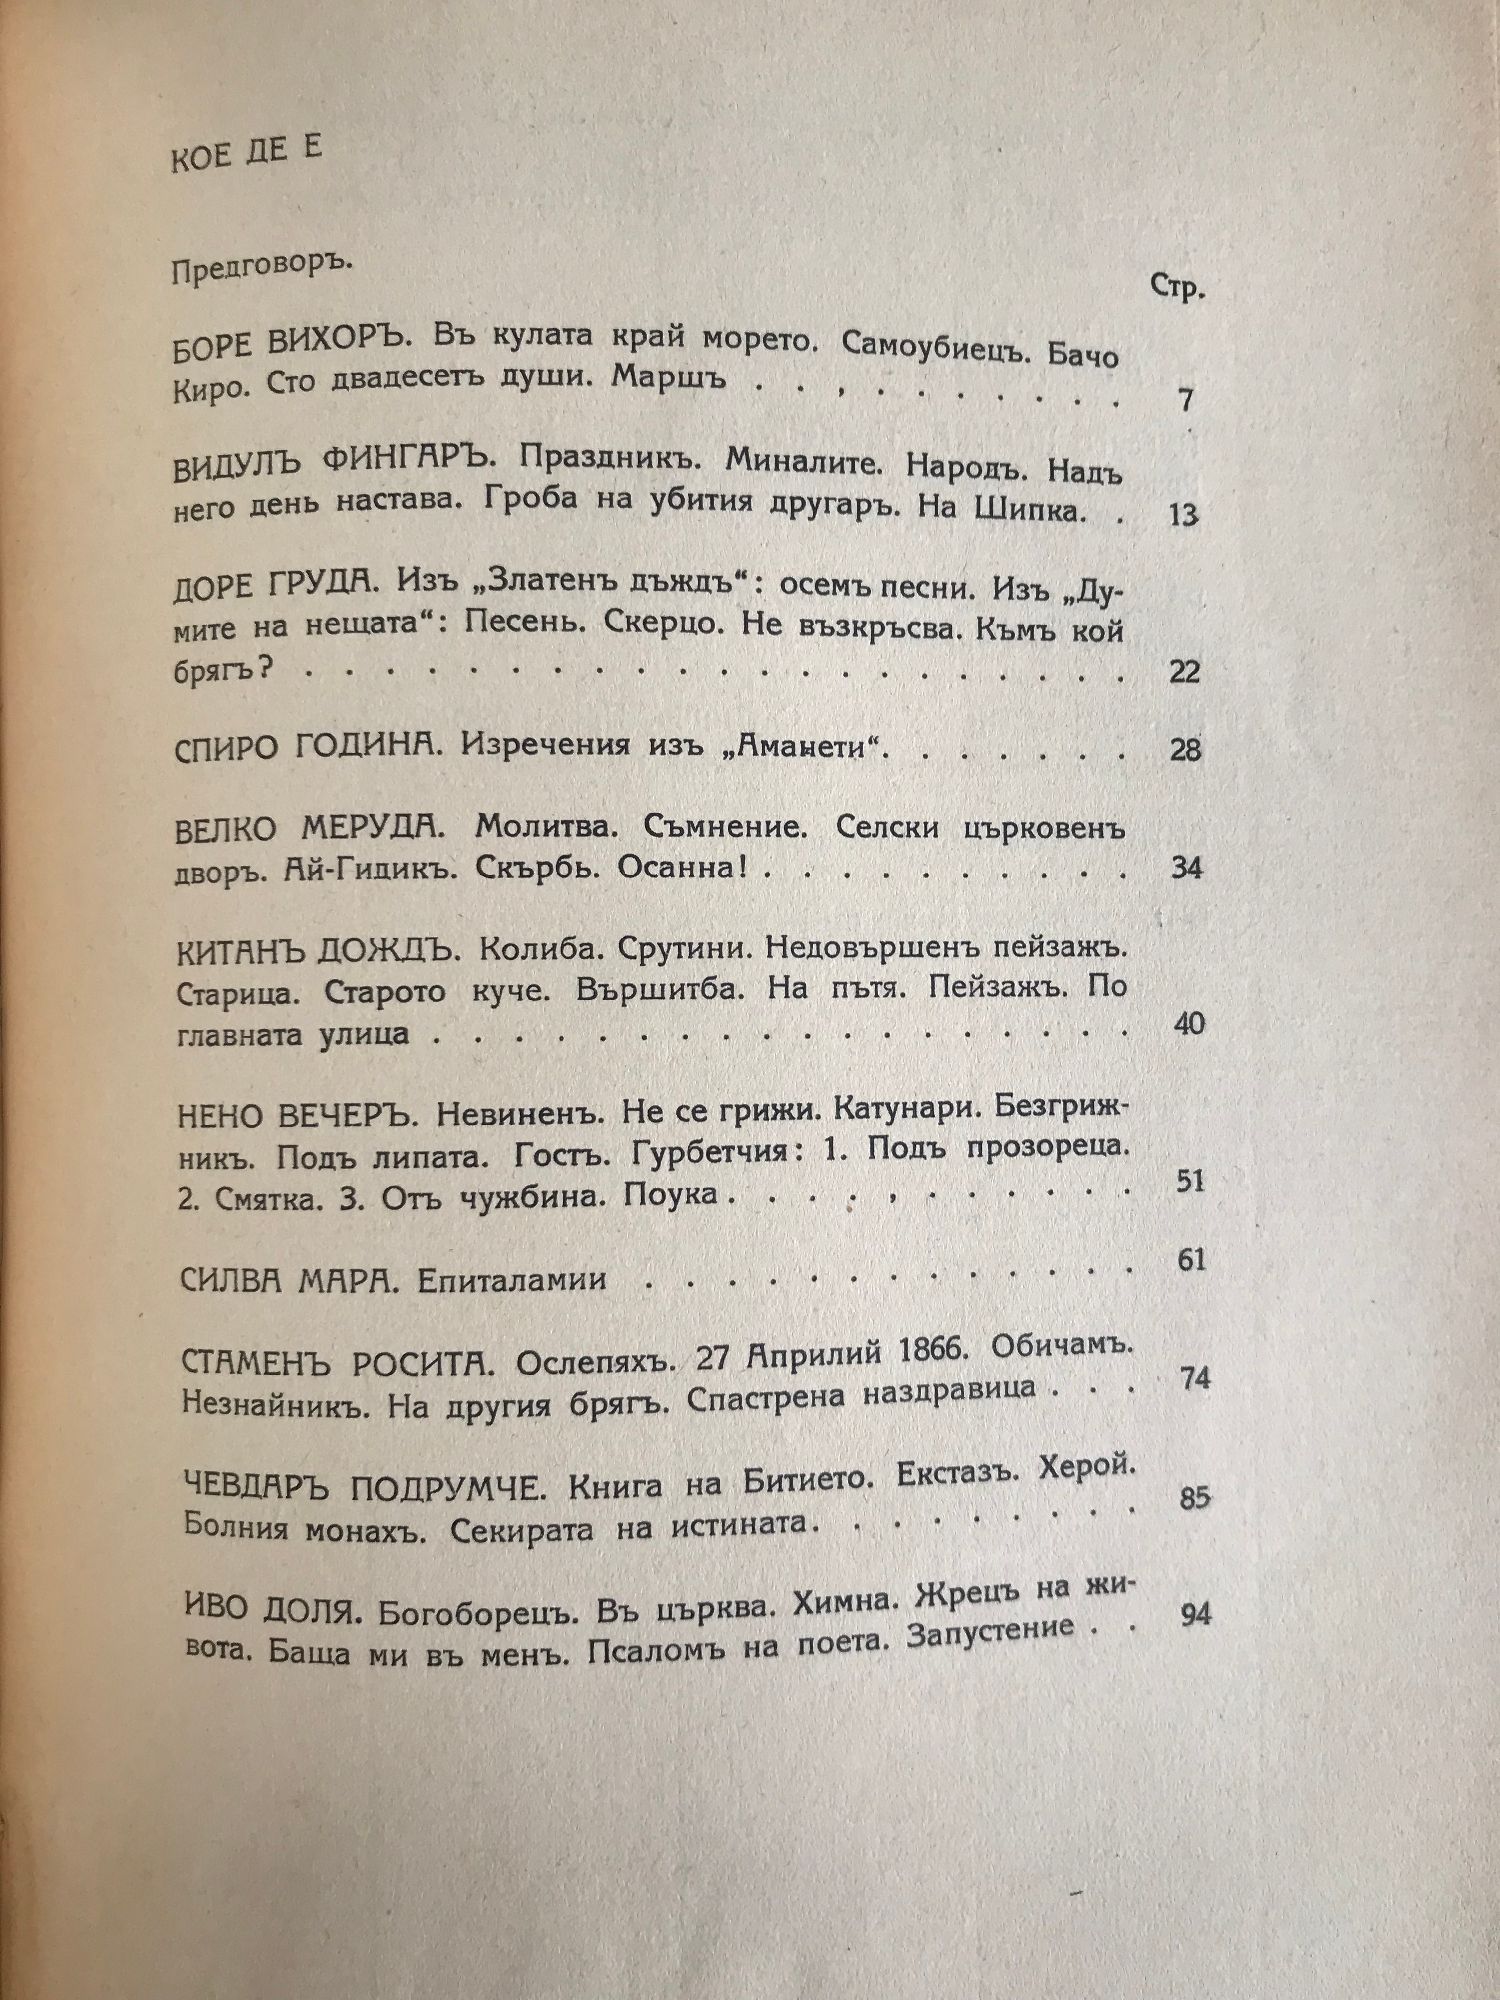 КОЕ ДЕ Е
Предговоръ.
Стр.
БОРЕ ВИХОРЪ. Въ кулата край морето. Самоубиецъ. Бачо
Киро. Сто двадесеть души. Маршъ . . , . . . . . . . 7
ВИДУЛЪ ФИНГАРЪ. Праздникъ. Миналите. Народъ. Надъ
него день настава. Гроба на убития другаръ. На Шипка. . . 13
ДОРЕ ГРУДА. Изъ „Златенъ дъждъ“: осемъ песни. Изъ „Ду-
мите на нещата“: Песень. Скерцо. Не възкръсва. Къмъ кой
брягъ? . . . . . . . . . . . . . . . . . . . . . 22
СПИРО ГОДИНА. Изречения изъ „Аманети“. . . . . . . 28
ВЕЛКО МЕРУДА. Молитва. Съмнение. Селски църковенъ
дворъ. Ай-Гидикъ. Скърбь. Осанна! . . . . . . . . . . 34
КИТАНЪ ДОЖДЪ. Колиба. Срутини. Недовършенъ пейзажъ.
Старица. Старото куче. Вършитба. На пътя. Пейзажъ. По
главната улица . . . . . . . . . . . . . . . . . . 40
НЕНО ВЕЧЕРЪ. Невиненъ. Не се грижи. Катунари. Безгриж-
никъ. Подъ липата. Гость. Гурбетчия: 1. Подъ прозореца.
2. Смятка. 3. Отъ чужбина. Поука . . . . , . . . . . . 51
СИЛВА МАРА. Епиталамии . . . . . . . . . . . . . 61
СТАМЕНЪ РОСИТА. Ослепяхъ. 27 Априлий 1866. Обичамъ.
Незнайникъ. На другия брягъ. Спастрена наздравица . . . 74
ЧЕВДАРЪ ПОДРУМЧЕ. Книга на Битието. Екстазъ. Херой.
Болния монахъ. Секирата на истината. . . . . . . . . 85
ИВО ДОЛЯ. Богоборецъ. Въ църква. Химна. Жрецъ на жи-
вота. Баща ми въ менъ. Псаломъ на поета. Запустение . . 94